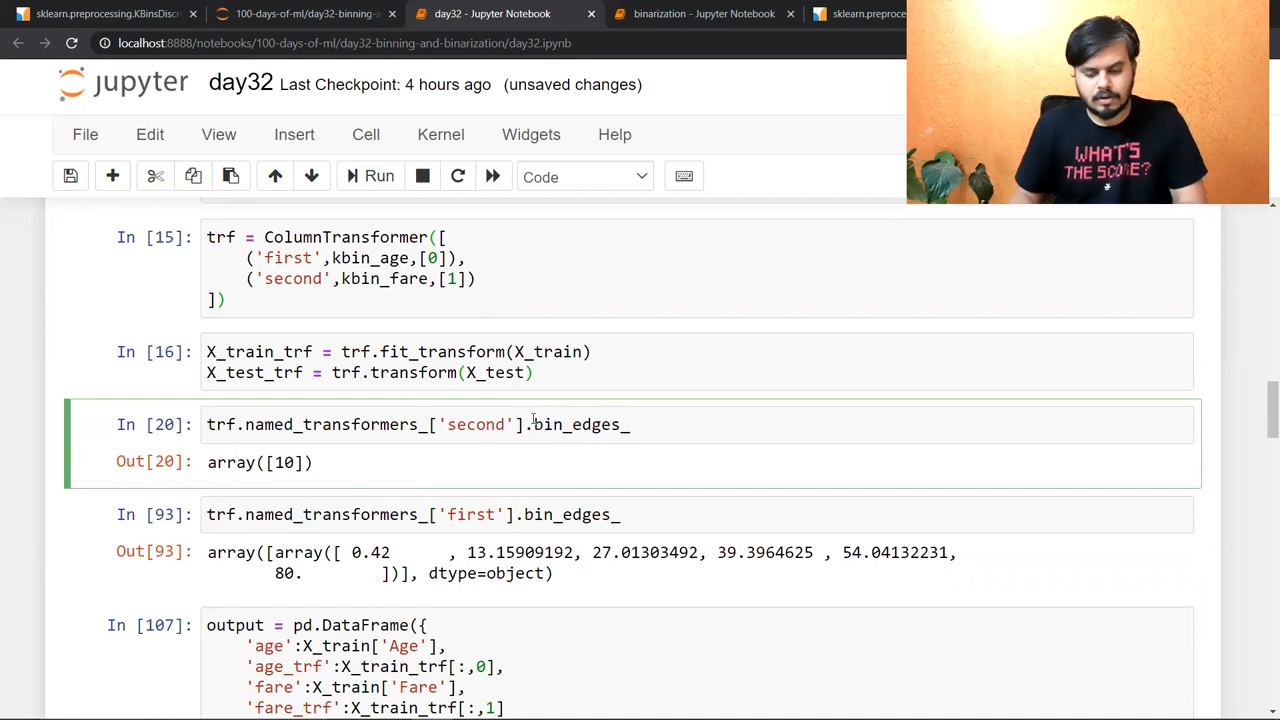 sklearn.preprocessing.KBinsDiscr
100-days-of-ml/day32-binning-a
day32 - Jupyter Notebook
binarization - Jupyter Notebook
sklearn.preproce
localhost:8888/notebooks/100-days-of-ml/day32-binning-and-binarization/day32.ipynb
jupyter day32 Last Checkpoint: 4 hours ago (unsaved changes)
File Edit View Insert Cell Kernel Widgets Help
Run Code
WHAT'S
THE SCORE?
In [15]: trf = ColumnTransformer([
('first',kbin_age,[0]),
('second',kbin_fare,[1])
])
In [16]: X_train_trf = trf.fit_transform(X_train)
X_test_trf = trf.transform(X_test)
In [20]: trf.named_transformers_['second'].bin_edges_
Out[20]: array([10])
In [93]: trf.named_transformers_['first'].bin_edges_
Out[93]: array([array([ 0.42 , 13.15909192, 27.01303492, 39.3964625 , 54.04132231,
80. ])], dtype=object)
In [107]: output = pd.DataFrame({
'age':X_train['Age'],
'age_trf':X_train_trf[:,0],
'fare':X_train['Fare'],
'fare_trf':X_train_trf[:,1]